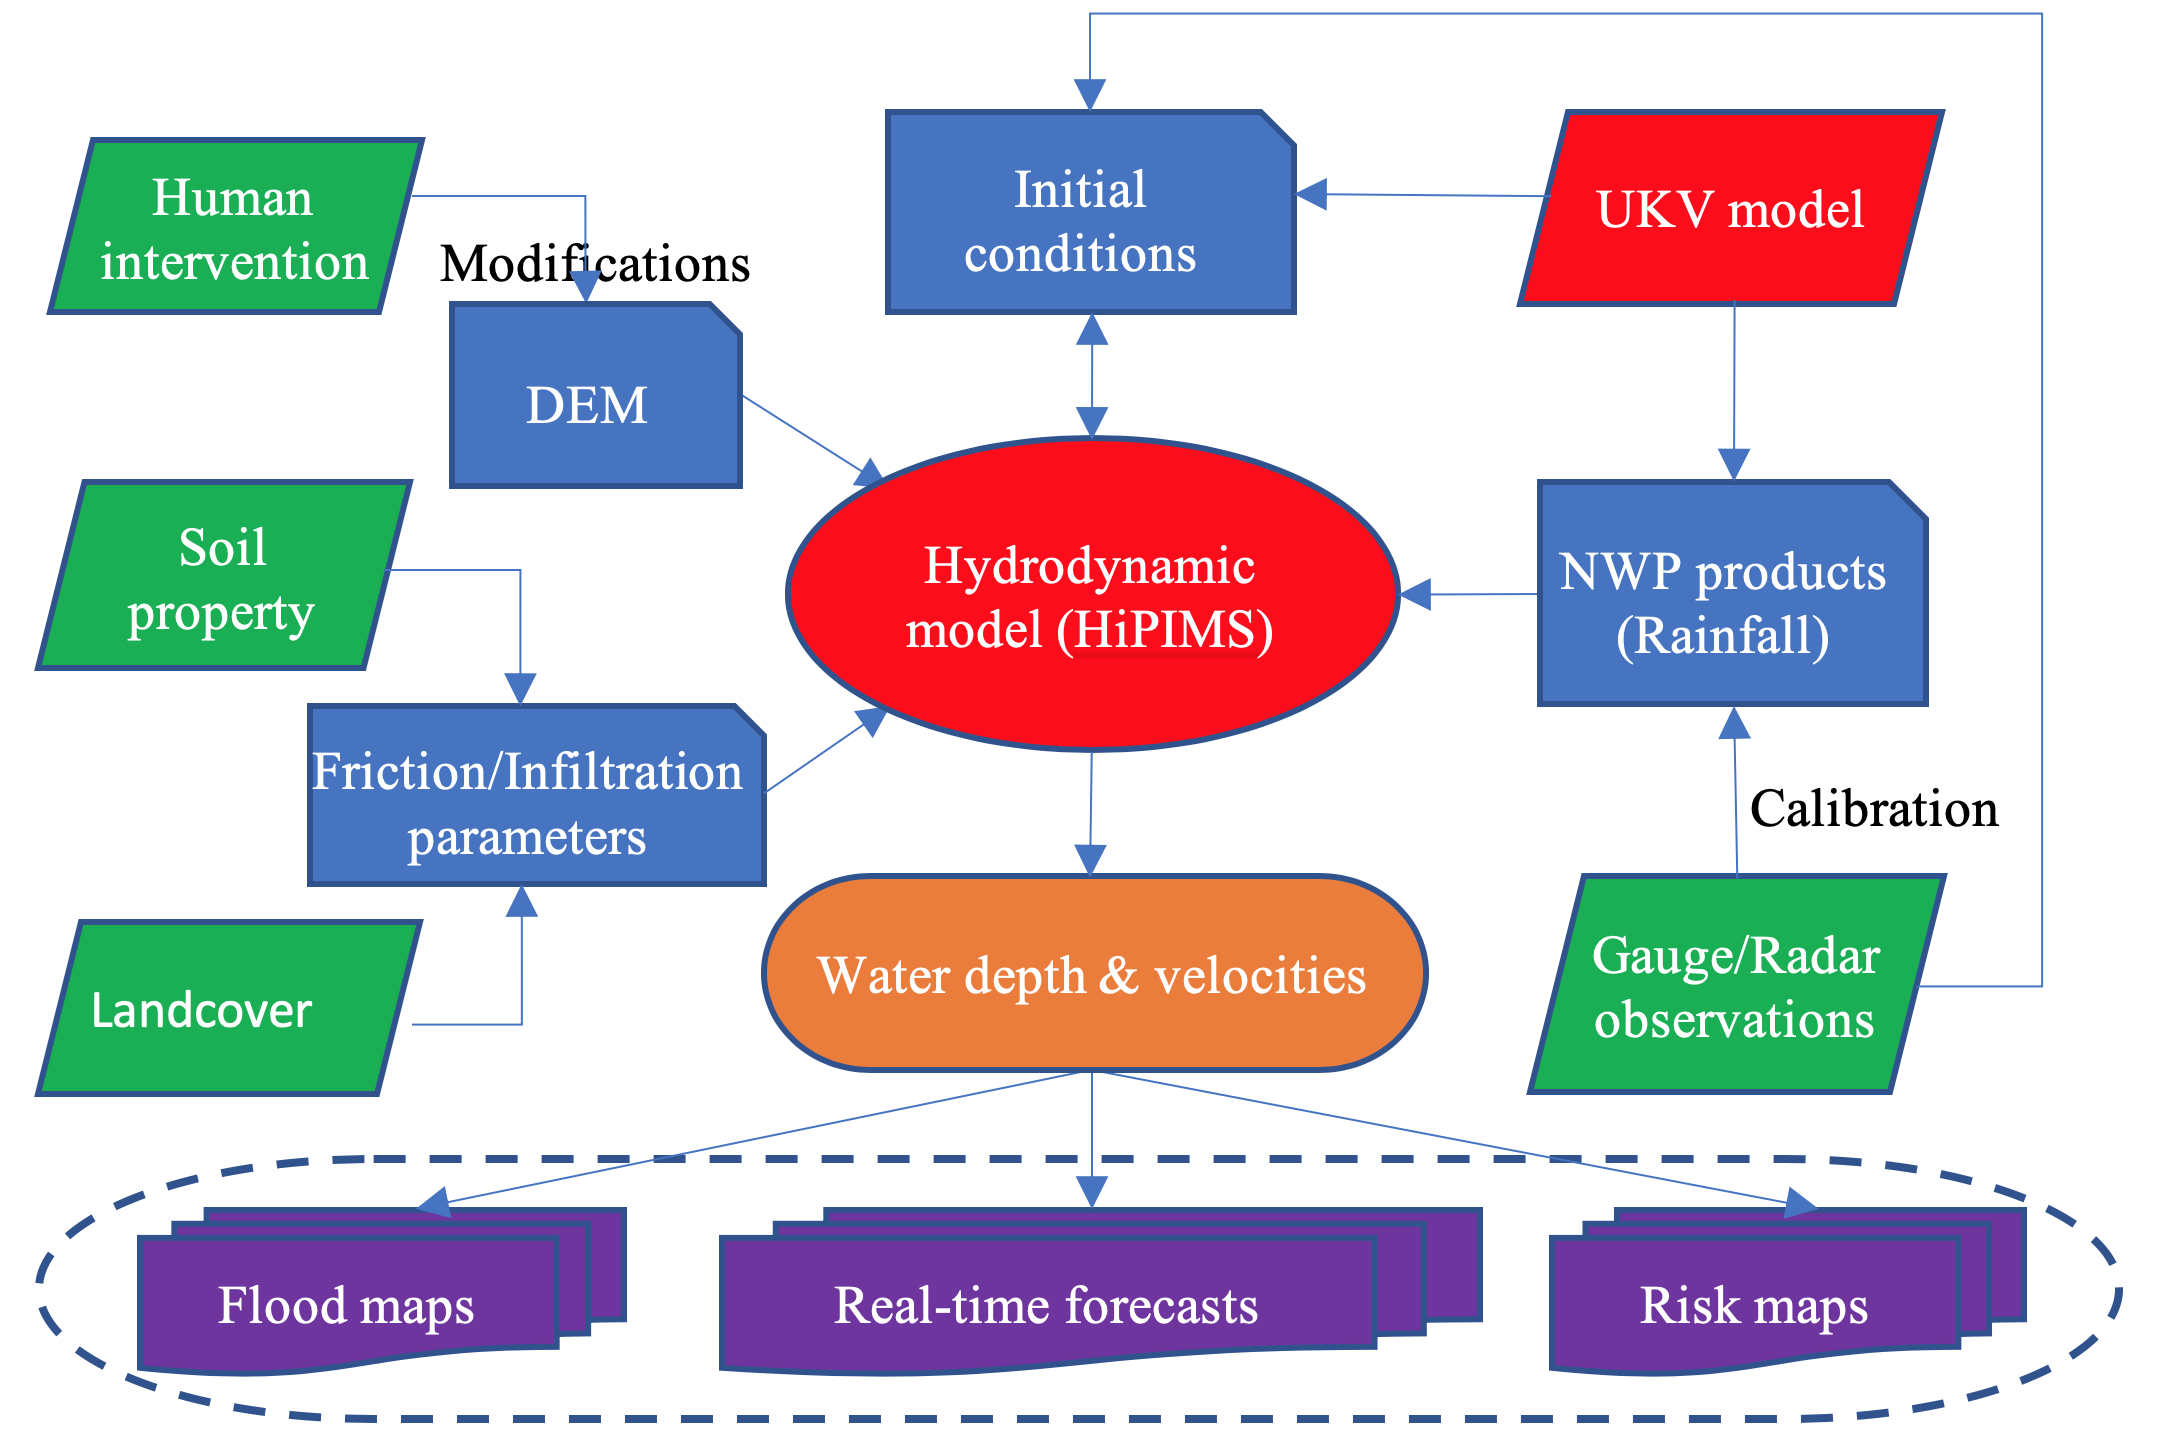 Human
intervention
Modifications
Initial
conditions
UKV model
DEM
Soil
property
Hydrodynamic
model (HiPIMS)
NWP products
(Rainfall)
Friction/Infiltration
parameters
Calibration
Landcover
Water depth & velocities
Gauge/Radar
observations
Flood maps
Real-time forecasts
Risk maps